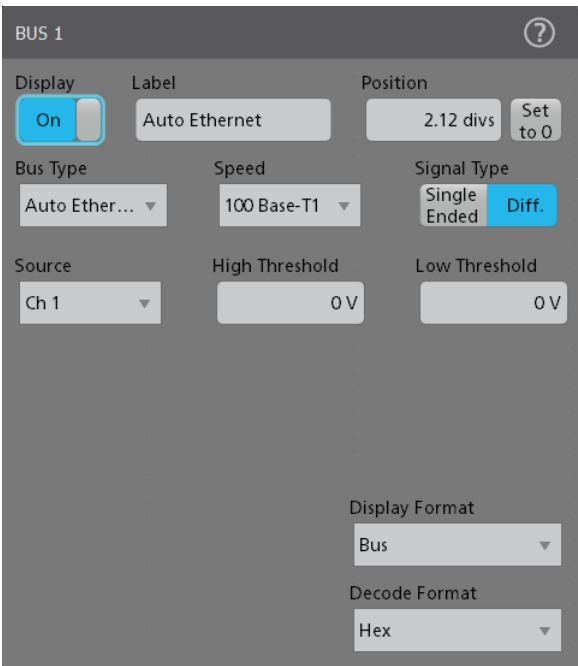 BUS 1
?
Display Label Position
On Auto Ethernet 2.12 divs Set to 0
Bus Type Speed Signal Type
Auto Ether... 100 Base-T1 Single Ended Diff.
Source High Threshold Low Threshold
Ch 1 0 V 0 V
Display Format
Bus
Decode Format
Hex